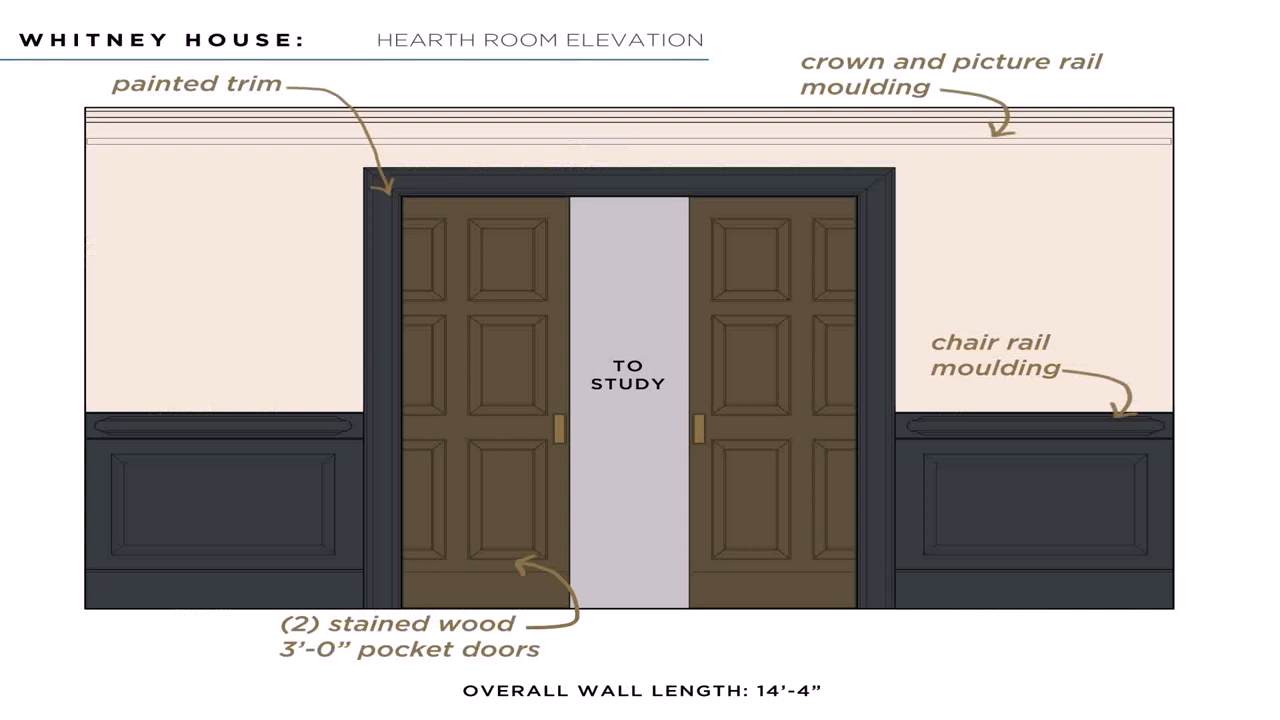 WHITNEY HOUSE: HEARTH ROOM ELEVATION
crown and picture rail
moulding
painted trim
TO
STUDY
chair rail
moulding
(2) stained wood
3'-0” pocket doors
OVERALL WALL LENGTH: 14'-4”